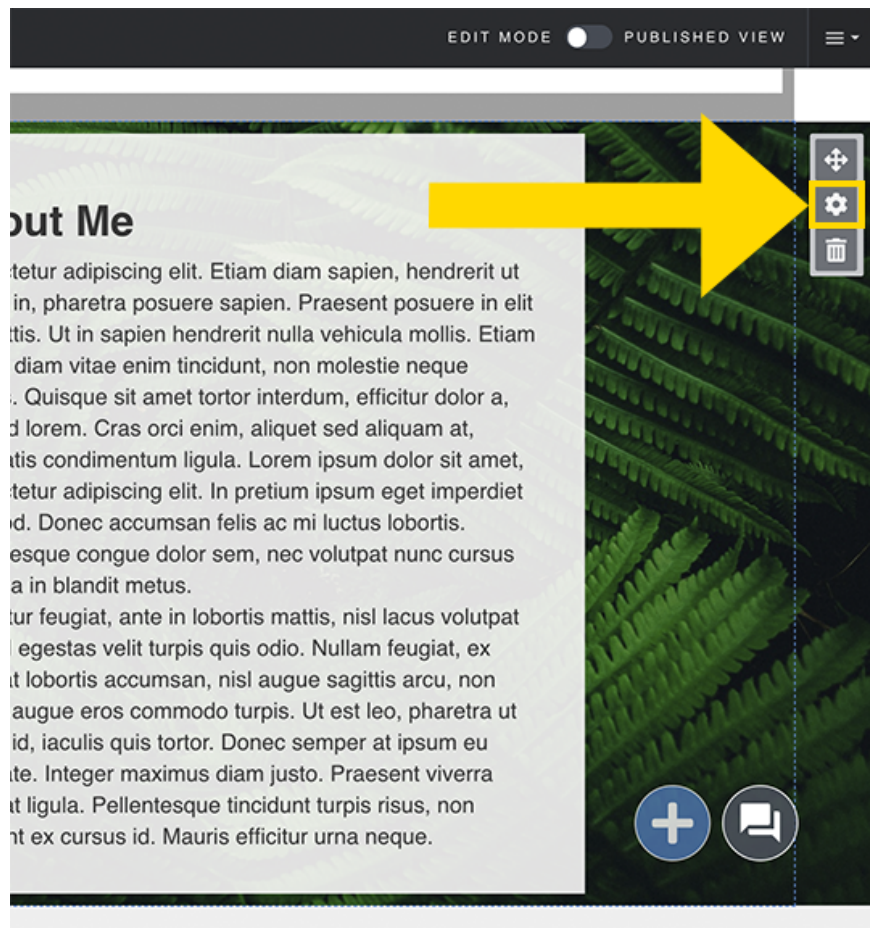 EDIT MODE PUBLISHED VIEW
out Me
tetur adipiscing elit. Etiam diam sapien, hendrerit ut
in, pharetra posuere sapien. Praesent posuere in elit
ttis. Ut in sapien hendrerit nulla vehicula mollis. Etiam
diam vitae enim tincidunt, non molestie neque
. Quisque sit amet tortor interdum, efficitur dolor a,
d lorem. Cras orci enim, aliquet sed aliquam at,
atis condimentum ligula. Lorem ipsum dolor sit amet,
tetur adipiscing elit. In pretium ipsum eget imperdiet
od. Donec accumsan felis ac mi luctus lobortis.
esque congue dolor sem, nec volutpat nunc cursus
a in blandit metus.
tur feugiat, ante in lobortis mattis, nisl lacus volutpat
egestas velit turpis quis odio. Nullam feugiat, ex
at lobortis accumsan, nisl augue sagittis arcu, non
augue eros commodo turpis. Ut est leo, pharetra ut
id, iaculis quis tortor. Donec semper at ipsum eu
ate. Integer maximus diam justo. Praesent viverra
at ligula. Pellentesque tincidunt turpis risus, non
nt ex cursus id. Mauris efficitur urna neque.